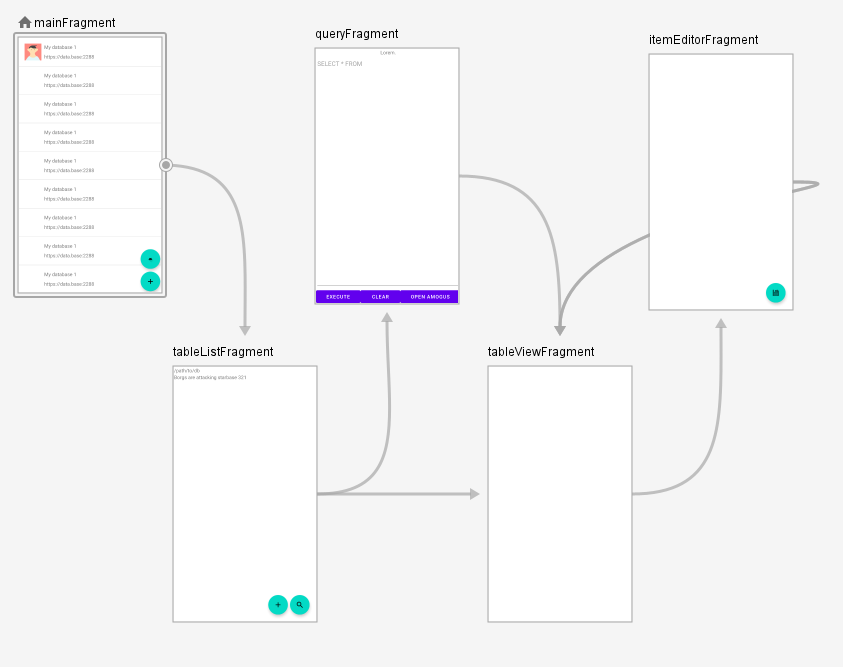 mainFragment
My database 1
https://data.base:2288
My database 1
https://data.base:2288
My database 1
https://data.base:2288
My database 1
https://data.base:2288
My database 1
https://data.base:2288
My database 1
https://data.base:2288
My database 1
https://data.base:2288
My database 1
https://data.base:2288
My database 1
https://data.base:2288
queryFragment
Lorem
SELECT * FROM
EXECUTE
CLEAR
OPEN AMOGUS
itemEditorFragment
tableListFragment
/path/to/db
Borgs are attacking starbase 321
tableViewFragment